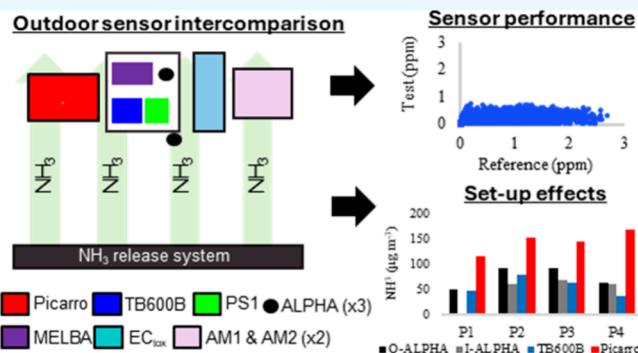 Outdoor sensor intercomparison
NH3
NH3
NH3
NH3
NH3 release system
Picarro
TB600B
PS1
ALPHA (x3)
MELBA
ECtox
AM1 & AM2 (x2)
Sensor performance
Test (ppm)
3
2
1
0
0 1 2 3
Reference (ppm)
Set-up effects
NH3 (µg m-3)
200
150
100
50
0
P1 P2 P3 P4
O-ALPHA I-ALPHA TB600B Picarro